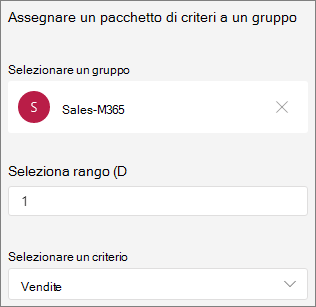 Assegnare un pacchetto di criteri a un gruppo
Selezionare un gruppo
S
Sales-M365
Seleziona rango (D
1
Selezionare un criterio
Vendite